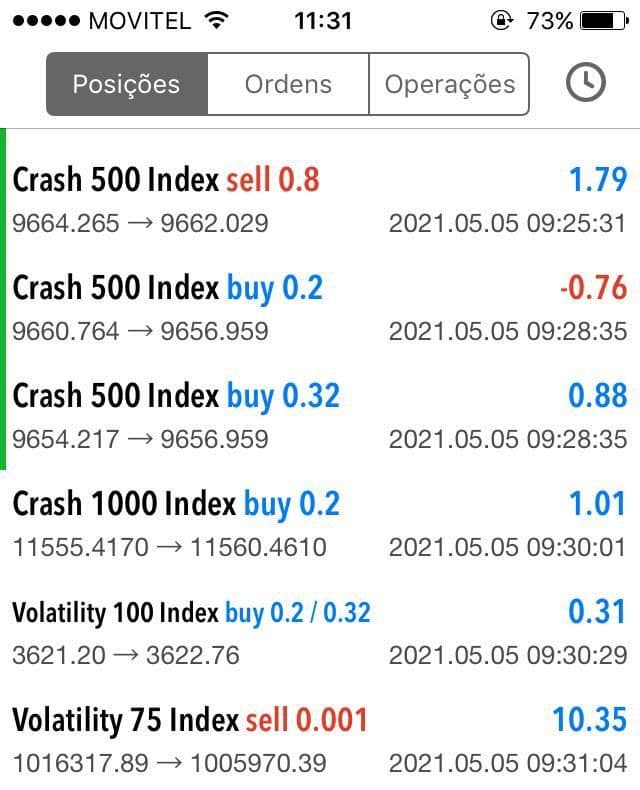 MOVITEL 11:31 73%
Posições Ordens Operações
Crash 500 Index sell 0.8 1.79
9664.265 → 9662.029 2021.05.05 09:25:31
Crash 500 Index buy 0.2 -0.76
9660.764 → 9656.959 2021.05.05 09:28:35
Crash 500 Index buy 0.32 0.88
9654.217 → 9656.959 2021.05.05 09:28:35
Crash 1000 Index buy 0.2 1.01
11555.4170 → 11560.4610 2021.05.05 09:30:01
Volatility 100 Index buy 0.2 / 0.32 0.31
3621.20 → 3622.76 2021.05.05 09:30:29
Volatility 75 Index sell 0.001 10.35
1016317.89 → 1005970.39 2021.05.05 09:31:04